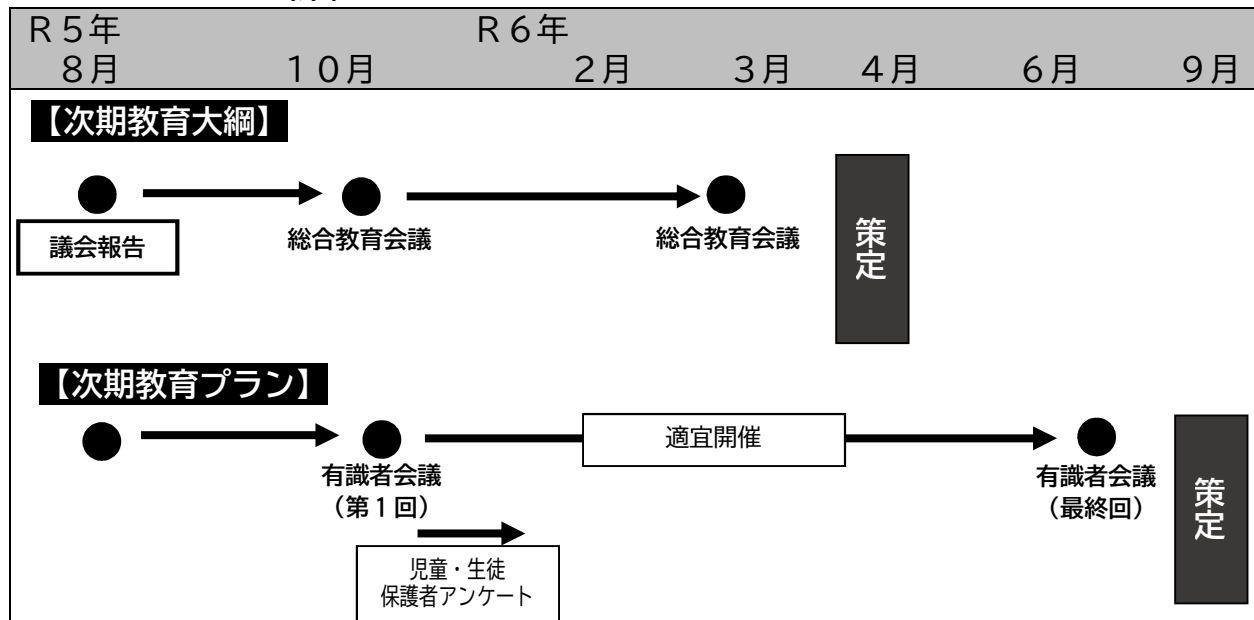 R5年 R6年
8月 10月 2月 3月 4月 6月 9月
【次期教育大綱】
議会報告
総合教育会議
総合教育会議
策定
【次期教育プラン】
適宜開催
有識者会議
(第1回)
有識者会議
(最終回)
策定
児童・生徒
保護者アンケート